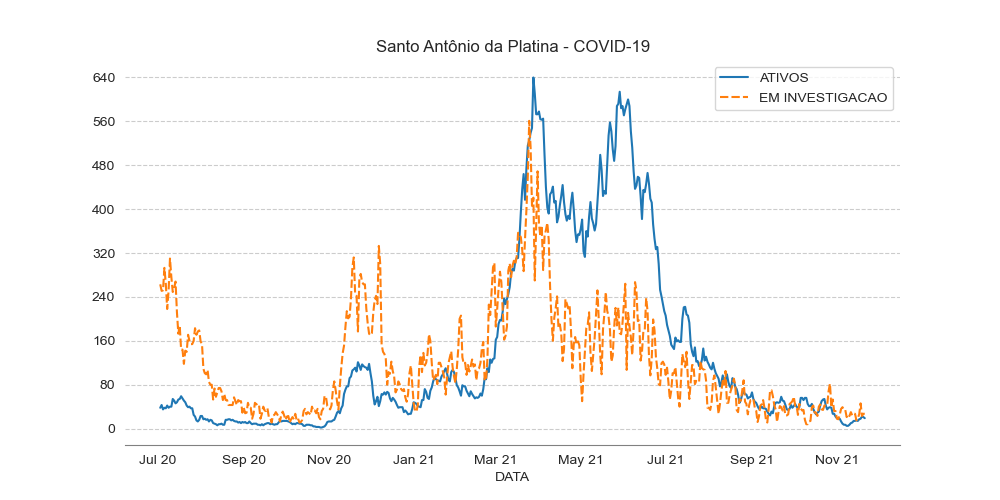 Santo Antônio da Platina - COVID-19
ATIVOS
EM INVESTIGACAO
640
560
480
400
320
240
160
80
0
Jul 20 Sep 20 Nov 20 Jan 21 Mar 21 May 21 Jul 21 Sep 21 Nov 21
DATA